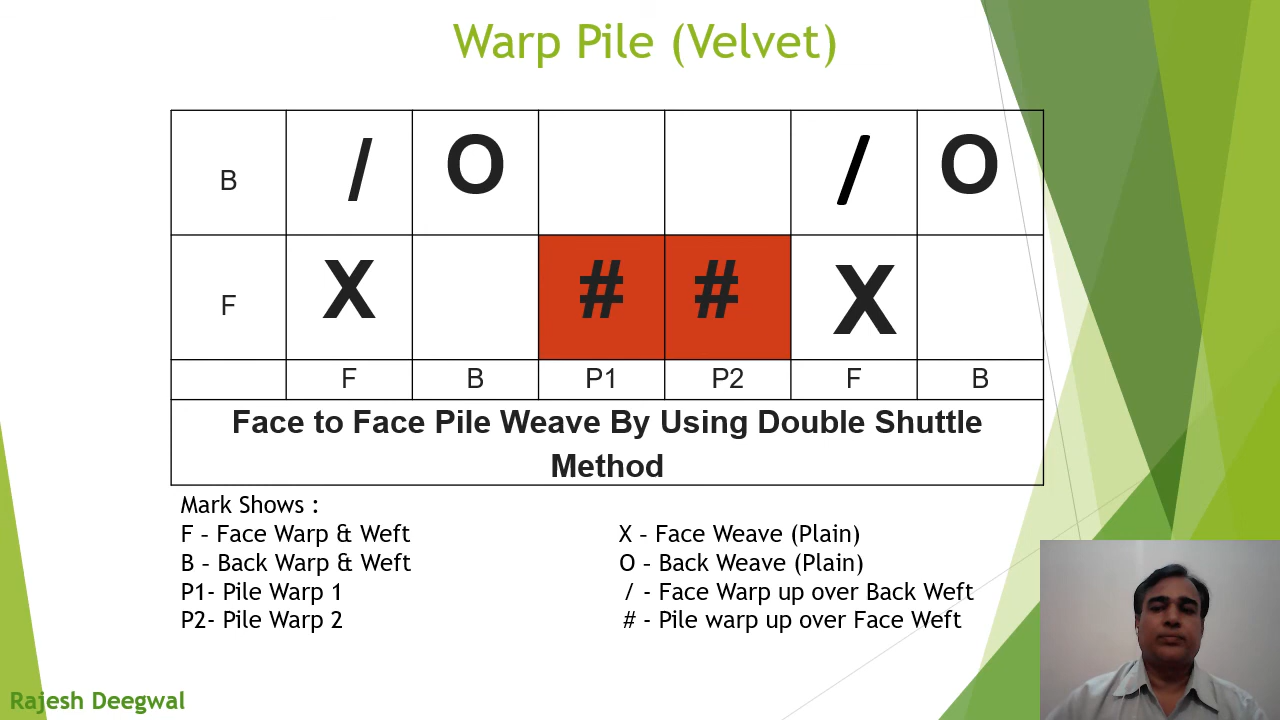 Warp Pile (Velvet)
B / O / O
F X # # X
F B P1 P2 F B
Face to Face Pile Weave By Using Double Shuttle
Method
Mark Shows :
F – Face Warp & Weft
B – Back Warp & Weft
P1- Pile Warp 1
P2- Pile Warp 2
X – Face Weave (Plain)
O – Back Weave (Plain)
/ - Face Warp up over Back Weft
# - Pile warp up over Face Weft
Rajesh Deegwal